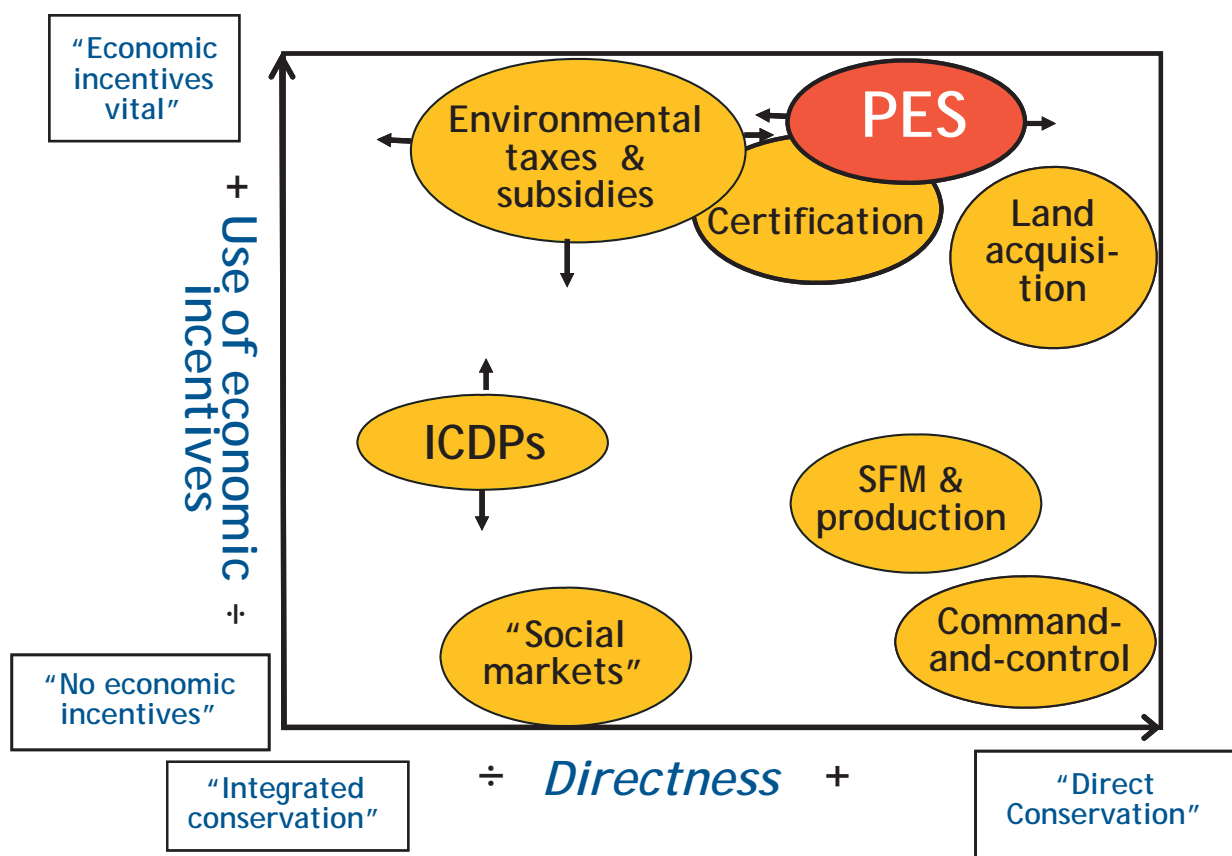 “Economic
incentives
vital”
+
Use of economic
incentives
÷
“No economic
incentives”
Environmental
taxes &
subsidies
PES
Certification
Land
acquisi-
tion
ICDPs
SFM &
production
“Social
markets”
Command-
and-control
“Integrated
conservation”
÷ Directness +
“Direct
Conservation”